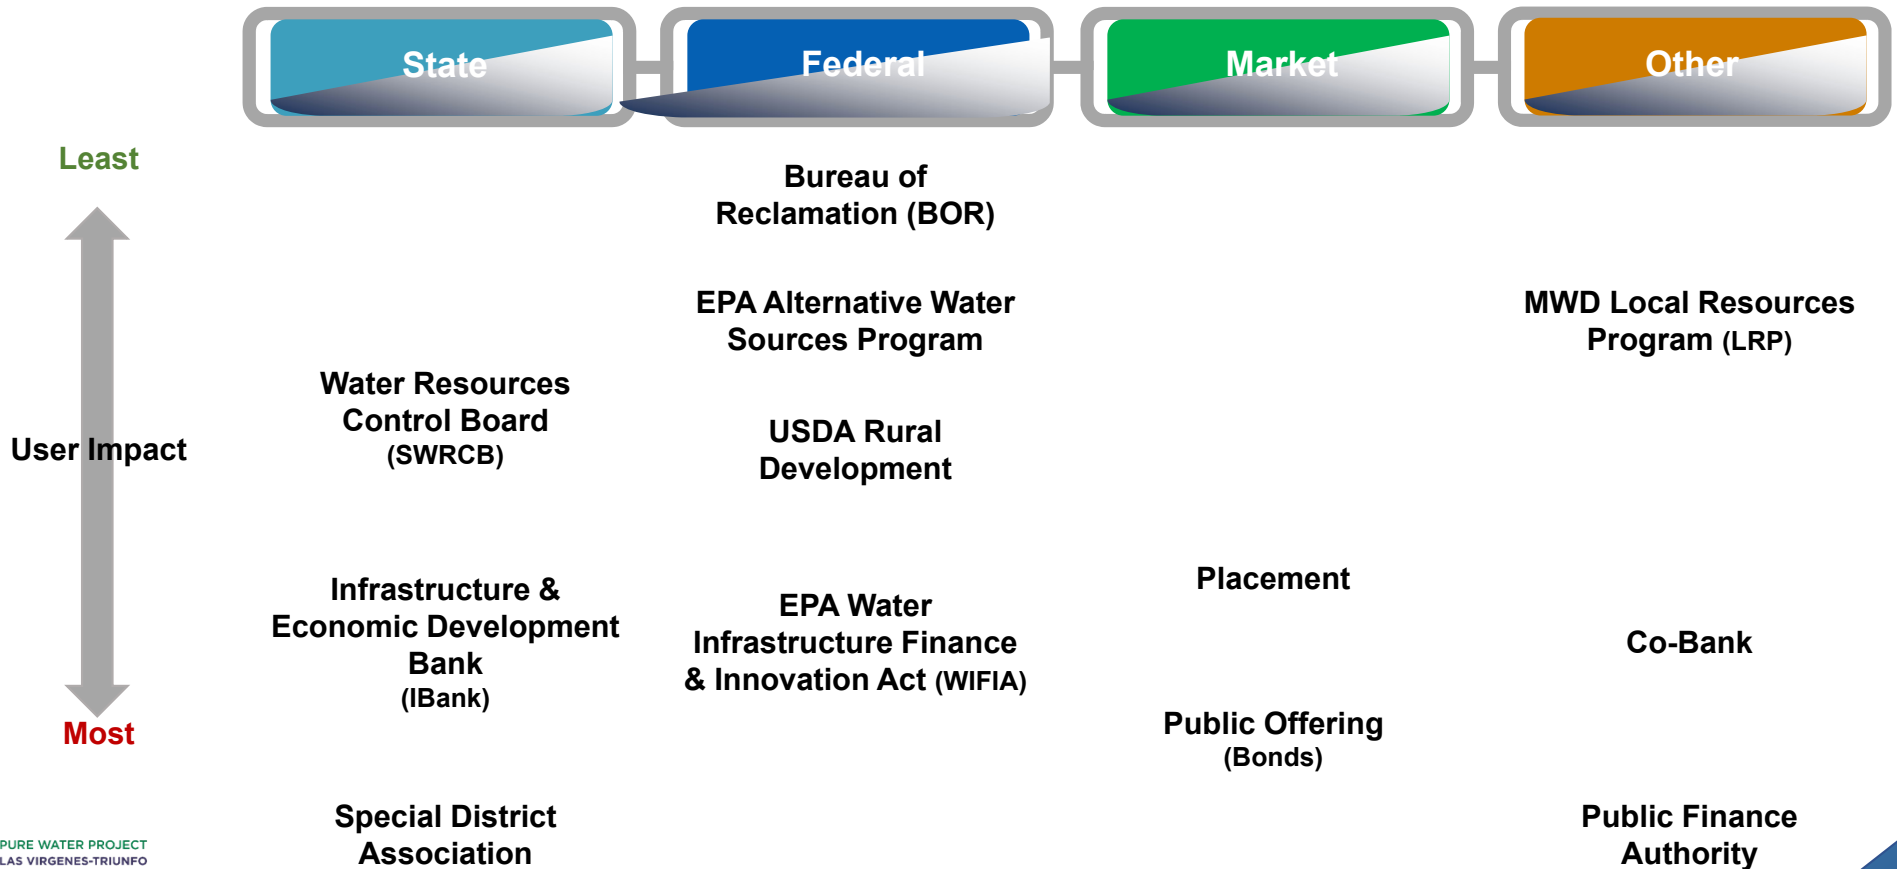 State
Federal
Market
Other
Least
User Impact
Most
Water Resources
Control Board
(SWRCB)
Infrastructure &
Economic Development
Bank
(IBank)
Special District
Association
Bureau of
Reclamation (BOR)
EPA Alternative Water
Sources Program
USDA Rural
Development
EPA Water
Infrastructure Finance
& Innovation Act (WIFIA)
Placement
Public Offering
(Bonds)
MWD Local Resources
Program (LRP)
Co-Bank
Public Finance
Authority
PURE WATER PROJECT
LAS VIRGENES-TRIUNFO